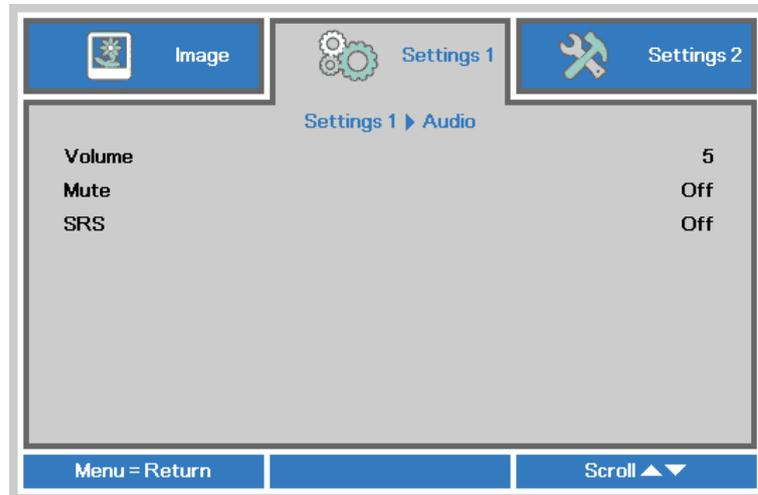 Image Settings 1 Settings 2
Settings 1 ▶ Audio
Volume 5
Mute Off
SRS Off
Menu = Return Scroll ▲▼